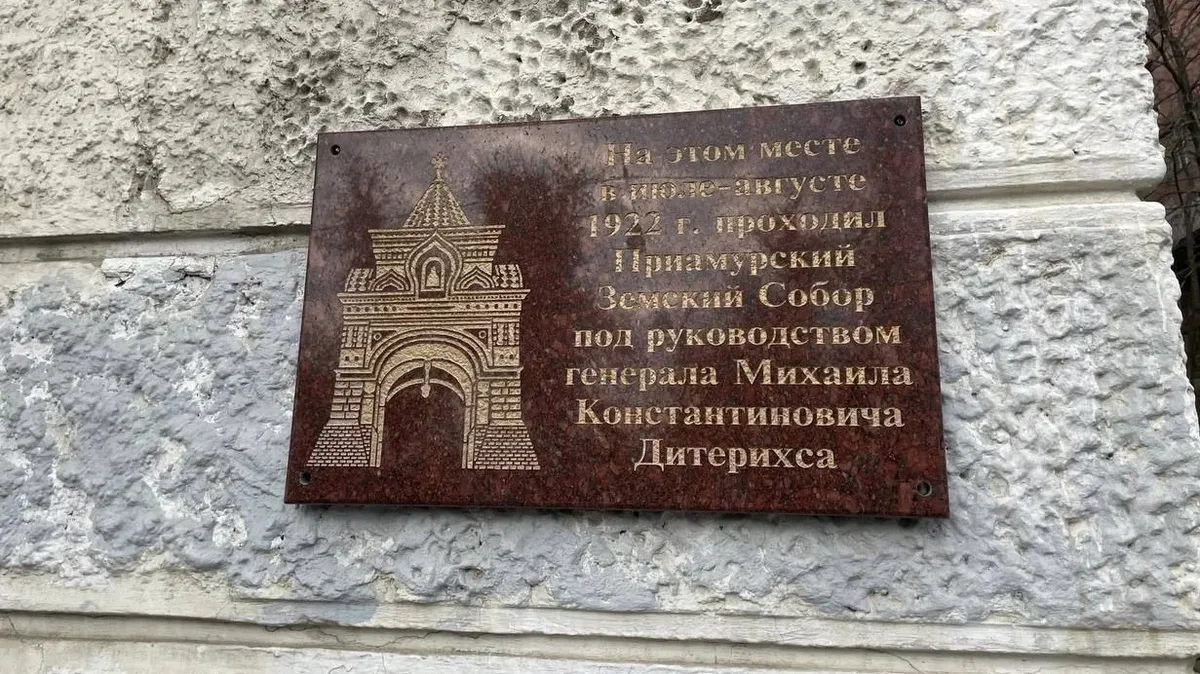 На этом месте
в июле-августе
1922 г. проходил
Приамурский
Земский Собор
под руководством
генерала Михаила
Константиновича
Дитерихса